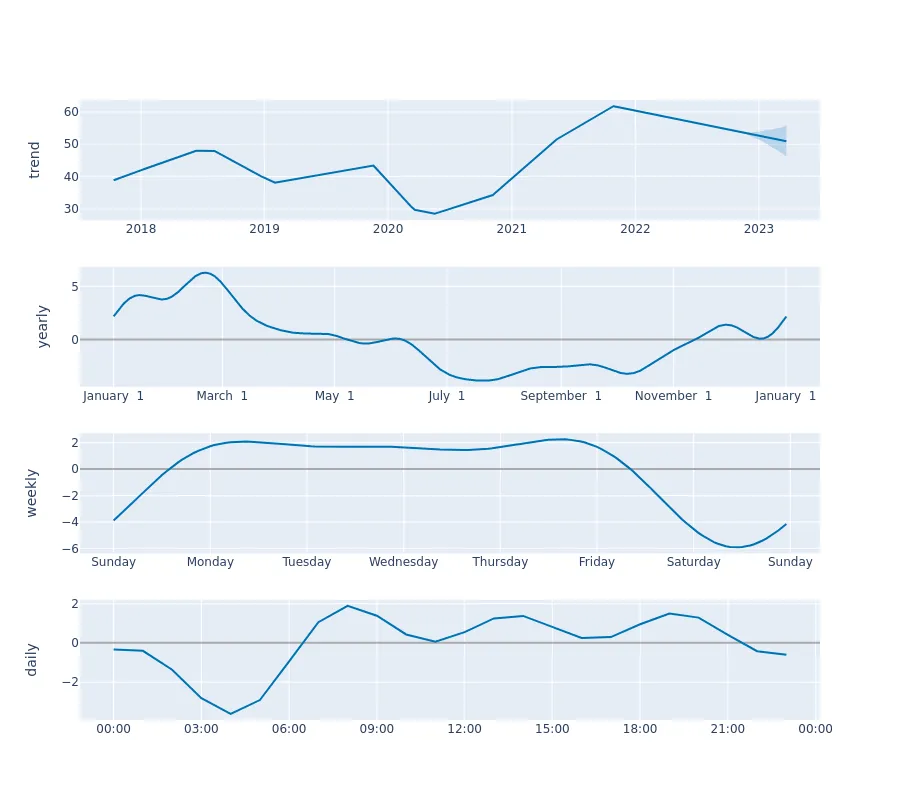 trend
60
50
40
30
2018 2019 2020 2021 2022 2023
yearly
5
0
January 1 March 1 May 1 July 1 September 1 November 1 January 1
weekly
2
0
−2
−4
−6
Sunday Monday Tuesday Wednesday Thursday Friday Saturday Sunday
daily
2
0
−2
00:00 03:00 06:00 09:00 12:00 15:00 18:00 21:00 00:00